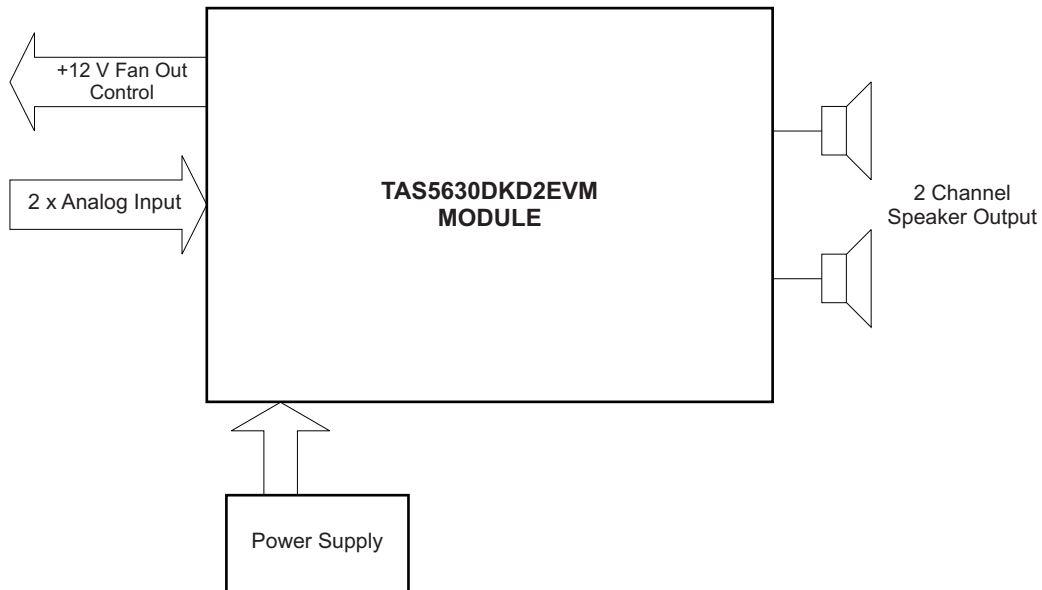 +12 V Fan Out
Control
2 x Analog Input
TAS5630DKD2EVM
MODULE
2 Channel
Speaker Output
Power Supply